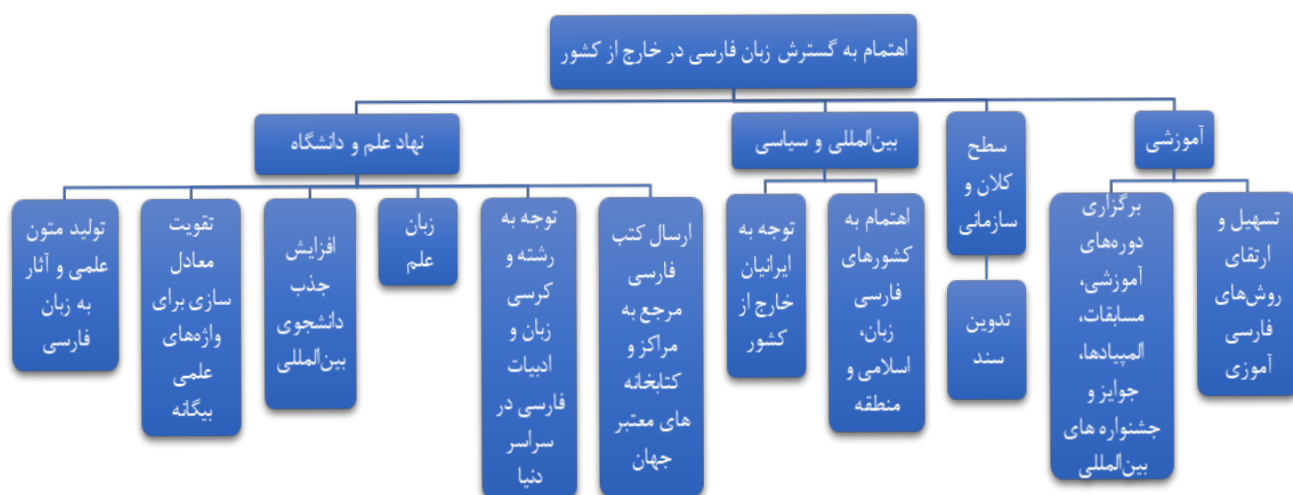 اهتمام به گسترش زبان فارسی در خارج از کشور
آموزشی
سطح
کلان و
سازمانی
بین‌المللی و سیاسی
نهاد علم و دانشگاه
تسهیل و
ارتقای
روش‌های
فارسی
آموزی
برگزاری
دوره‌های
آموزشی،
مسابقات،
المپیادها،
جوایز و
جشنواره های
بین‌المللی
تدوین
سند
اهتمام به
کشورهای
فارسی
زبان،
اسلامی و
منطقه
توجه به
ایرانیان
خارج از
کشور
ارسال کتب
فارسی
مرجع به
مراکز و
کتابخانه
های معتبر
جهان
توجه به
رشته و
کرسی
زبان و
ادبیات
فارسی در
سراسر
دنیا
زبان
علم
افزایش
جذب
دانشجوی
بین‌المللی
تقویت
معادل
سازی برای
واژه‌های
علمی
بیگانه
تولید متون
علمی و آثار
به زبان
فارسی